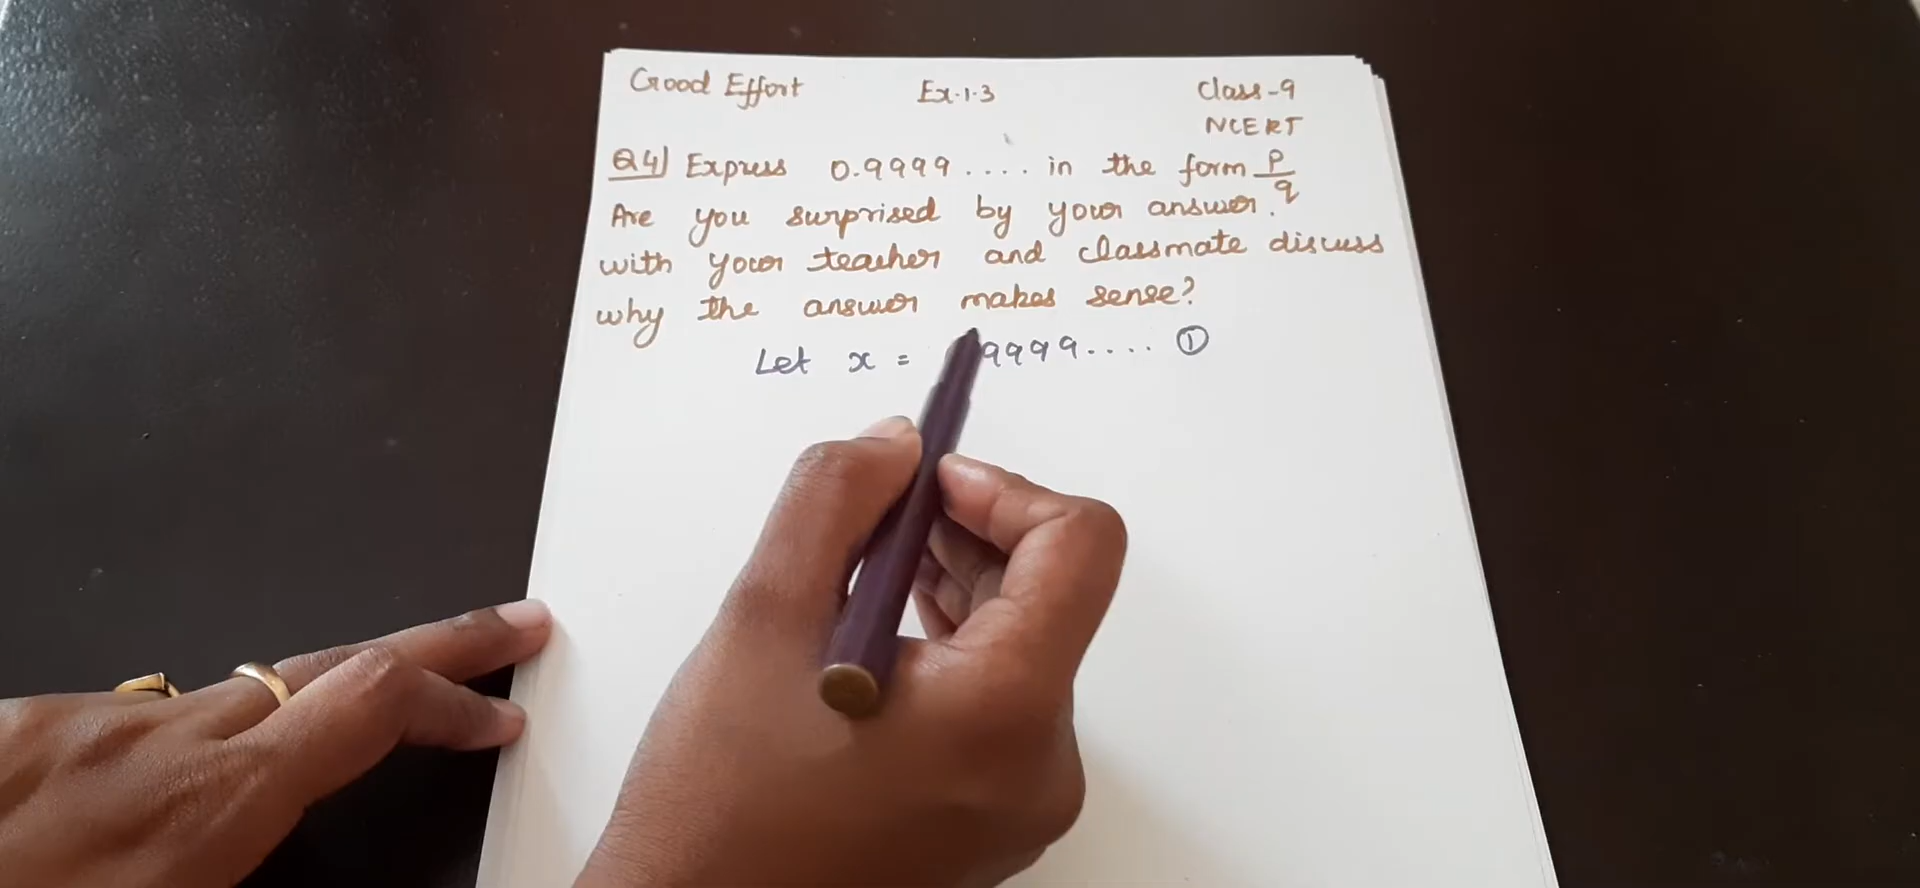 Good Effort Ex.1.3 Class-9
NCERT
Q4) Express 0.9999.... in the form p/q
Are you surprised by your answer.
with your teacher and classmate discuss
why the answer makes sense?
Let x = 9999.... ①